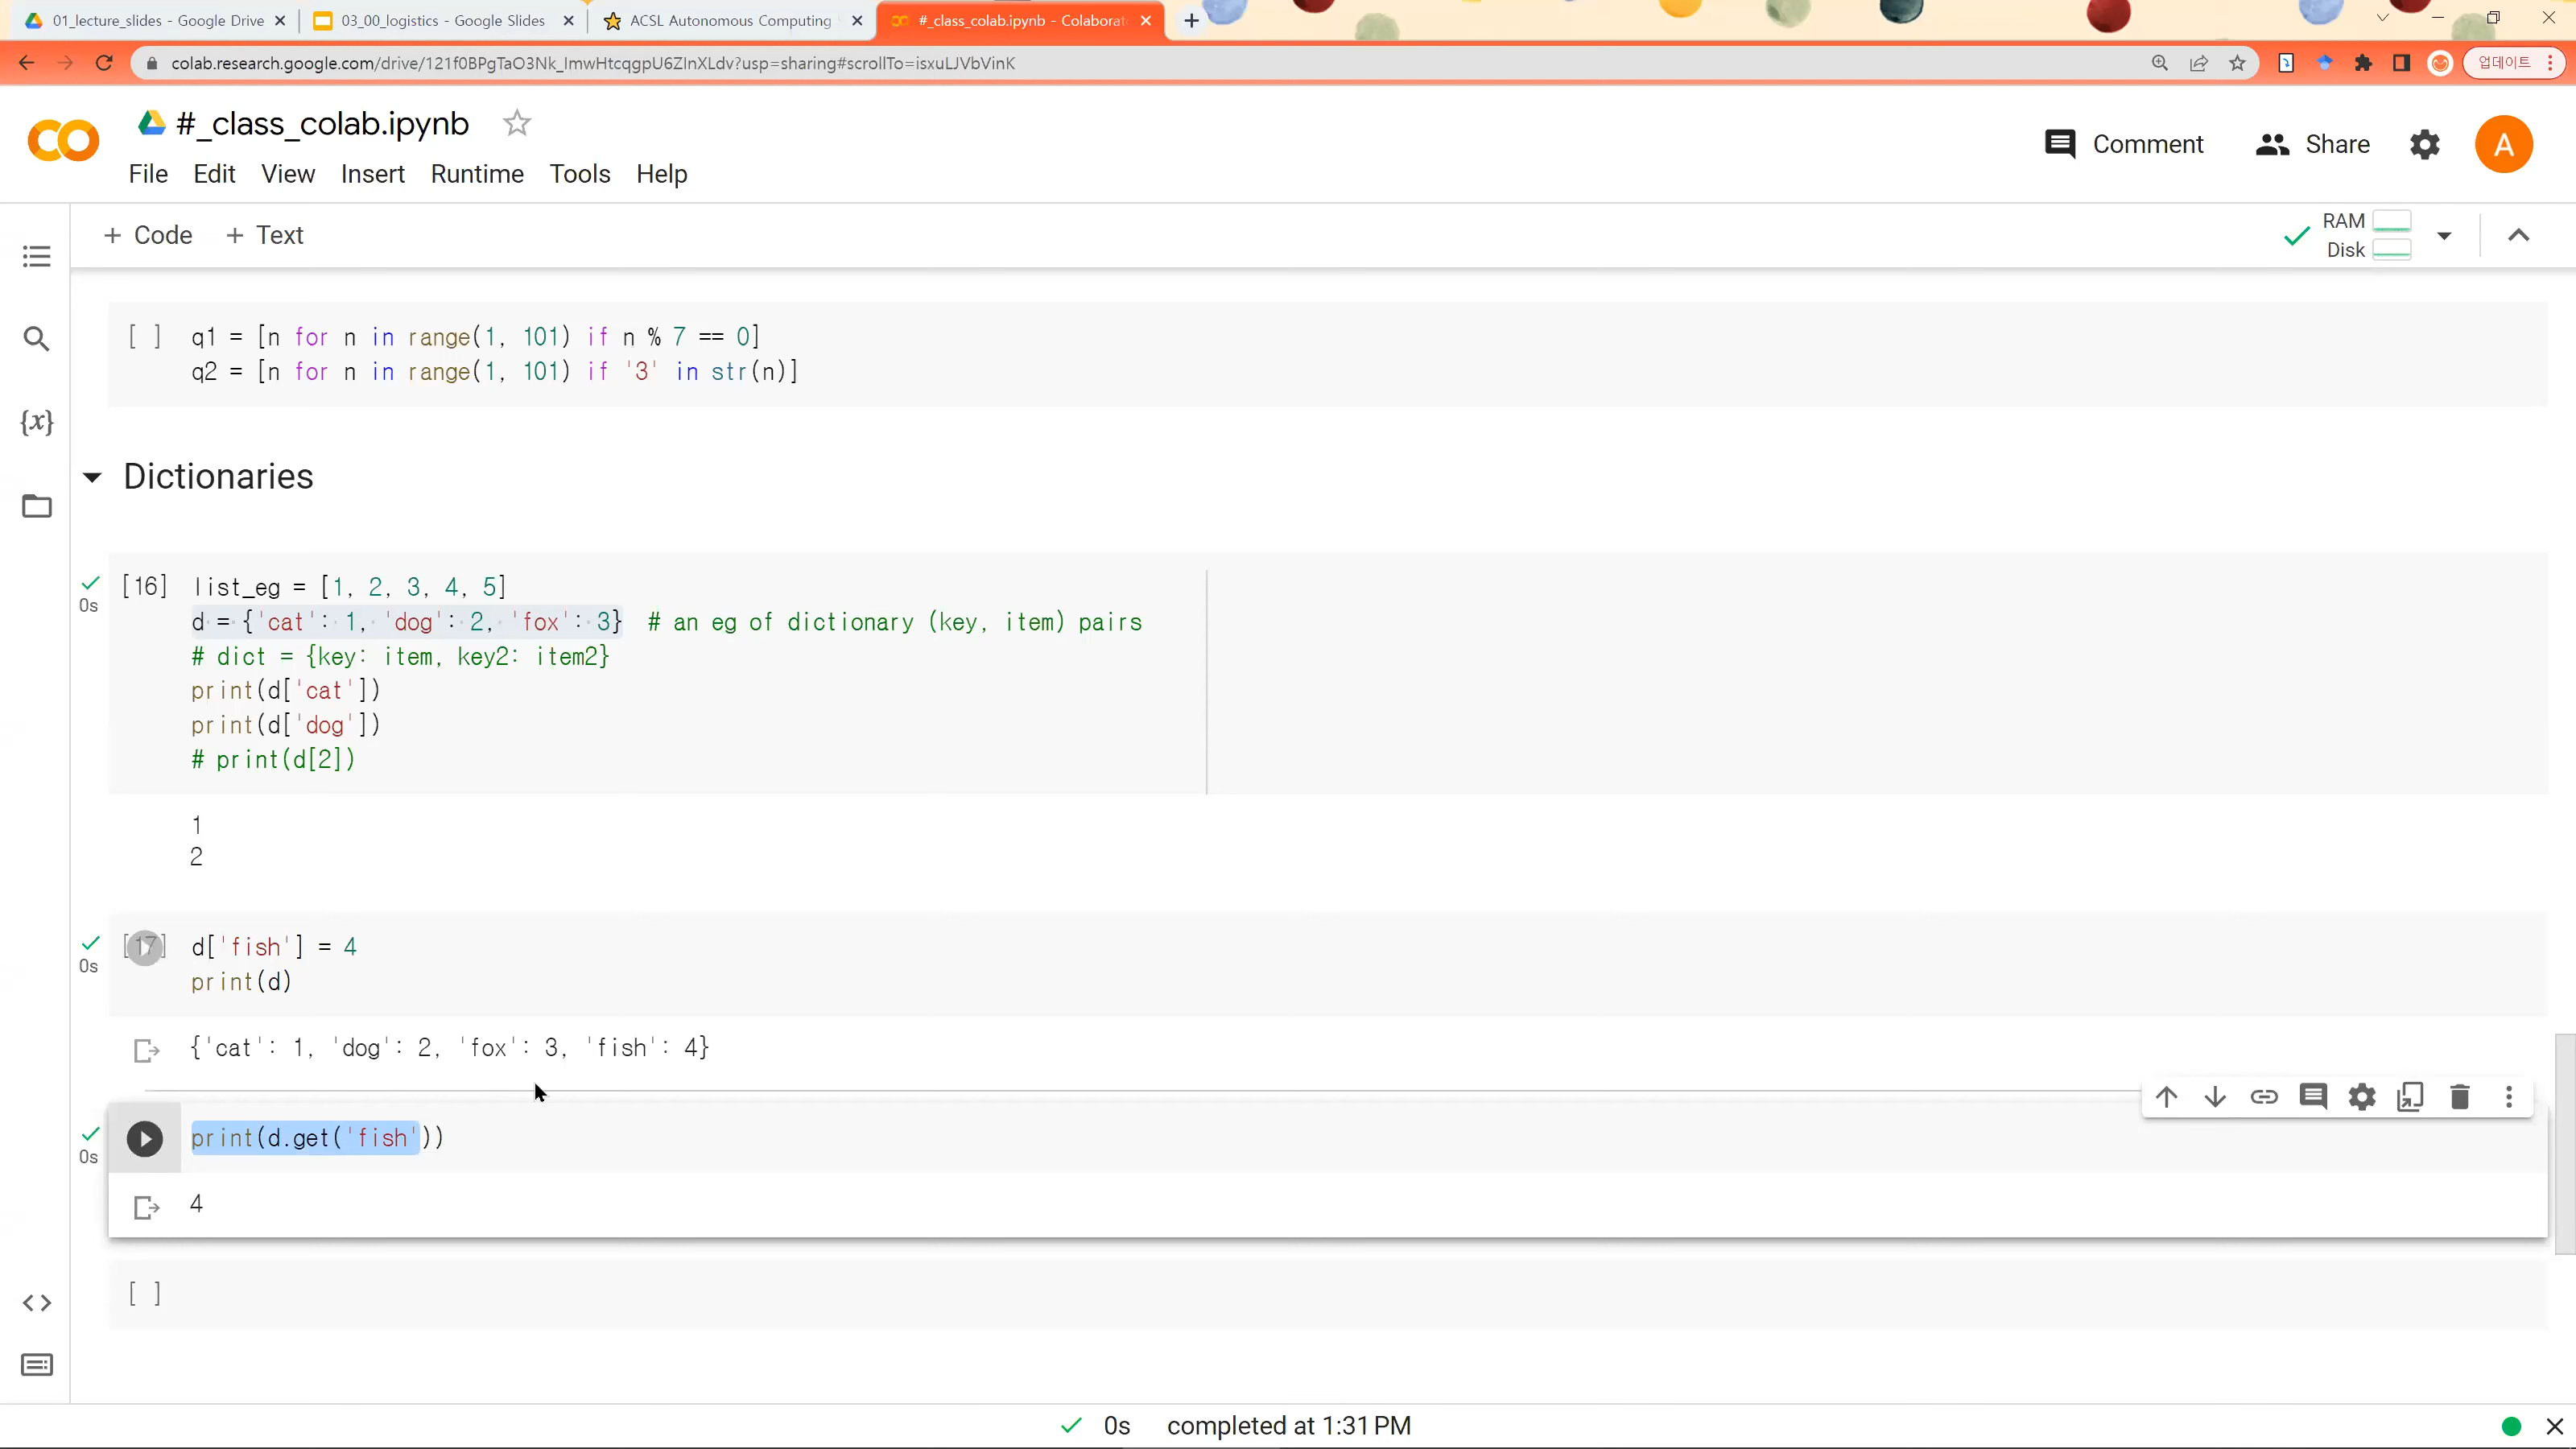 01_lecture_slides - Google Drive
03_00_logistics - Google Slides
ACSL Autonomous Computing
#_class_colab.ipynb - Colaborat
colab.research.google.com/drive/121f0BPgTaO3Nk_ImwHtcqgpU6ZInXLdv?usp=sharing#scrollTo=isxuLJVbVinK
업데이트
#_class_colab.ipynb
Comment
Share
A
File Edit View Insert Runtime Tools Help
+ Code + Text
RAM
Disk
{x}
[ ] q1 = [n for n in range(1, 101) if n % 7 == 0]
q2 = [n for n in range(1, 101) if '3' in str(n)]
Dictionaries
0s
[16] list_eg = [1, 2, 3, 4, 5]
d = {'cat': 1, 'dog': 2, 'fox': 3}  # an eg of dictionary (key, item) pairs
# dict = {key: item, key2: item2}
print(d['cat'])
print(d['dog'])
# print(d[2])
1
2
0s
[17] d['fish'] = 4
print(d)
{'cat': 1, 'dog': 2, 'fox': 3, 'fish': 4}
0s
print(d.get('fish'))
4
[ ]
0s completed at 1:31 PM